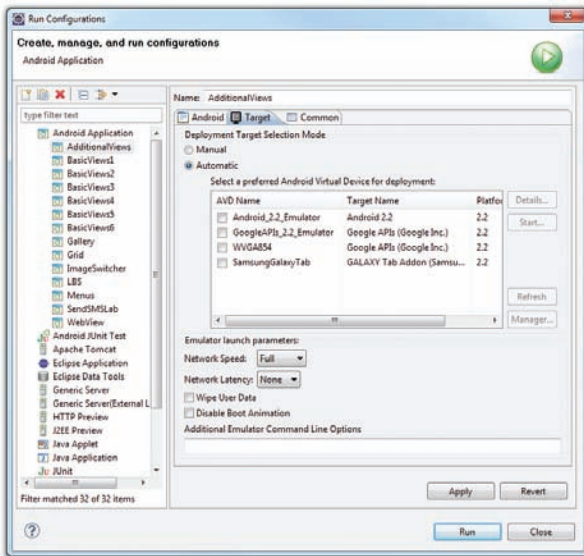 Run Configurations
Create, manage, and run configurations
Android Application
type filter text
Android Application
AdditionalViews
BasicViews1
BasicViews2
BasicViews3
BasicViews4
BasicViews5
BasicViews6
Gallery
Grid
ImageSwitcher
LBS
Menus
SendSMSLab
WebView
Android JUnit Test
Apache Tomcat
Eclipse Application
Eclipse Data Tools
Generic Server
Generic Server(External L
HTTP Preview
J2EE Preview
Java Applet
Java Application
JUnit
Filter matched 32 of 32 items
Name: AdditionalViews
Android Target Common
Deployment Target Selection Mode
Manual
Automatic
Select a preferred Android Virtual Device for deployment:
AVD Name Target Name Platfor
Android_2.2_Emulator Android 2.2 2.2
GoogleAPIs_2.2_Emulator Google APIs (Google Inc.) 2.2
WVGA854 Google APIs (Google Inc.) 2.2
SamsungGalaxyTab GALAXY Tab Addon (Samsu... 2.2
Details...
Start...
Refresh
Manager...
Emulator launch parameters:
Network Speed: Full
Network Latency: None
Wipe User Data
Disable Boot Animation
Additional Emulator Command Line Options
Apply Revert
? Run Close